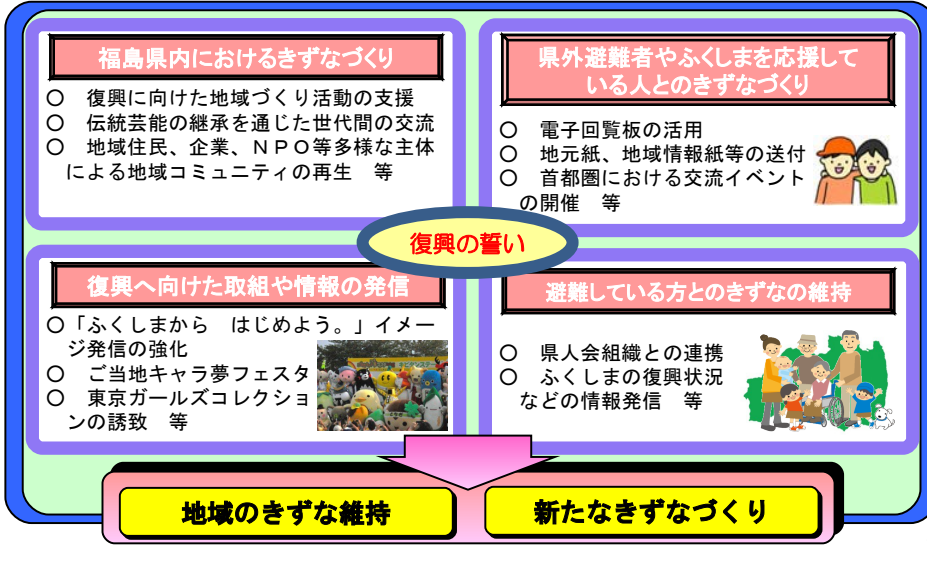 福島県内におけるきずなづくり
○　復興に向けた地域づくり活動の支援
○　伝統芸能の継承を通じた世代間の交流
○　地域住民、企業、ＮＰＯ等多様な主体
による地域コミュニティの再生　等
県外避難者やふくしまを応援して
いる人とのきずなづくり
○　電子回覧板の活用
○　地元紙、地域情報紙等の送付
○　首都圏における交流イベント
の開催　等
復興の誓い
復興へ向けた取組や情報の発信
○「ふくしまから　はじめよう。」イメー
ジ発信の強化
○　ご当地キャラ夢フェスタ
○　東京ガールズコレクショ
ンの誘致　等
避難している方とのきずなの維持
○　県人会組織との連携
○　ふくしまの復興状況
などの情報発信　等
地域のきずな維持
新たなきずなづくり